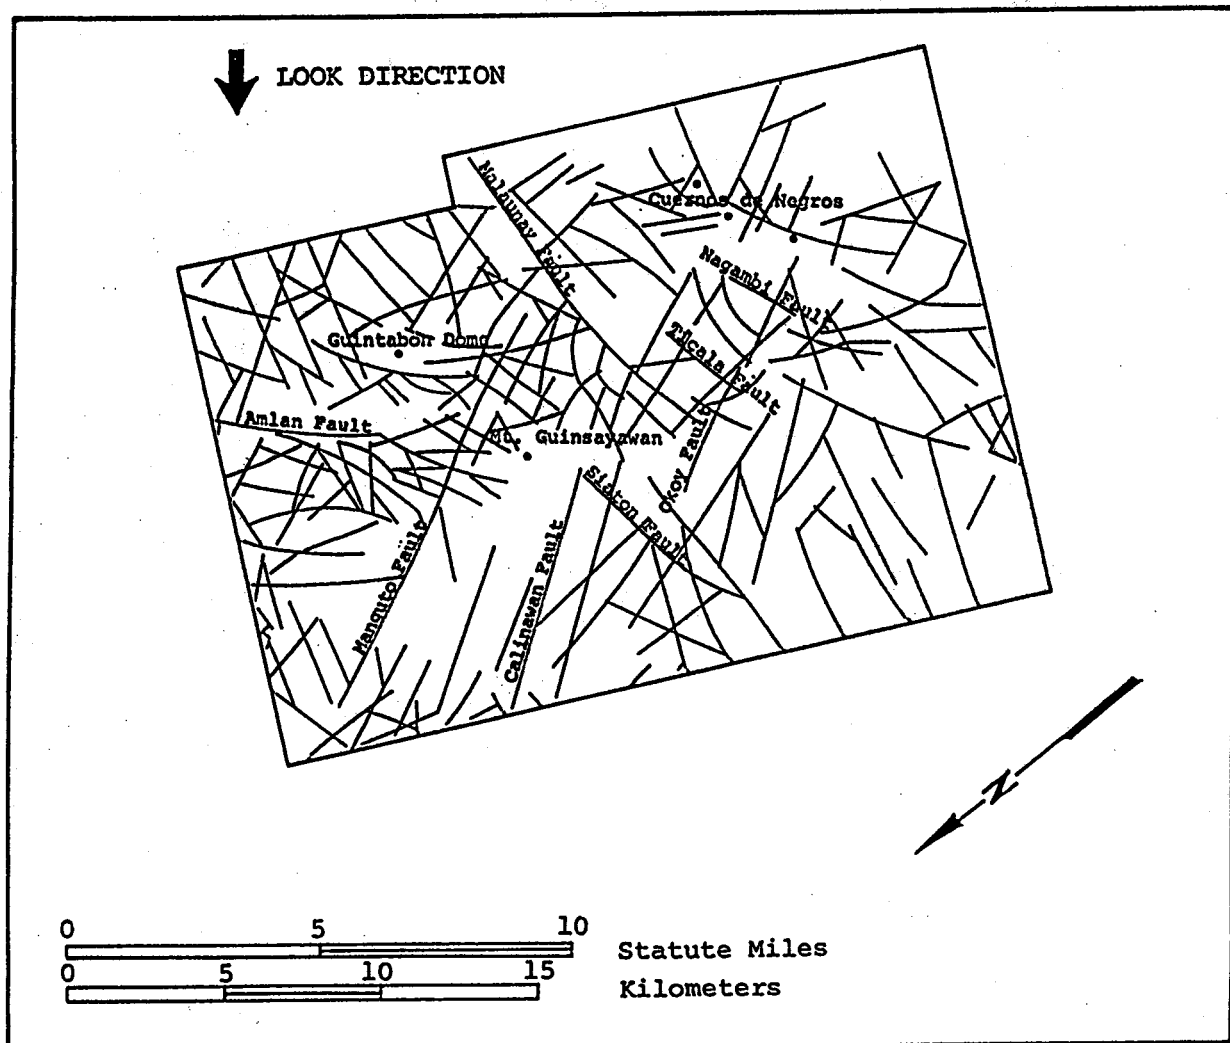 LOOK DIRECTION
Malaunay Fault
Cuernos de Negros
Nagambi Fault
Guintabon Dome
Ticala Fault
Amlan Fault
Mt. Guinsayawan
Okoy Fault
Siaton Fault
Manguto Fault
Calinawan Fault
N
0 5 10
Statute Miles
0 5 10 15
Kilometers